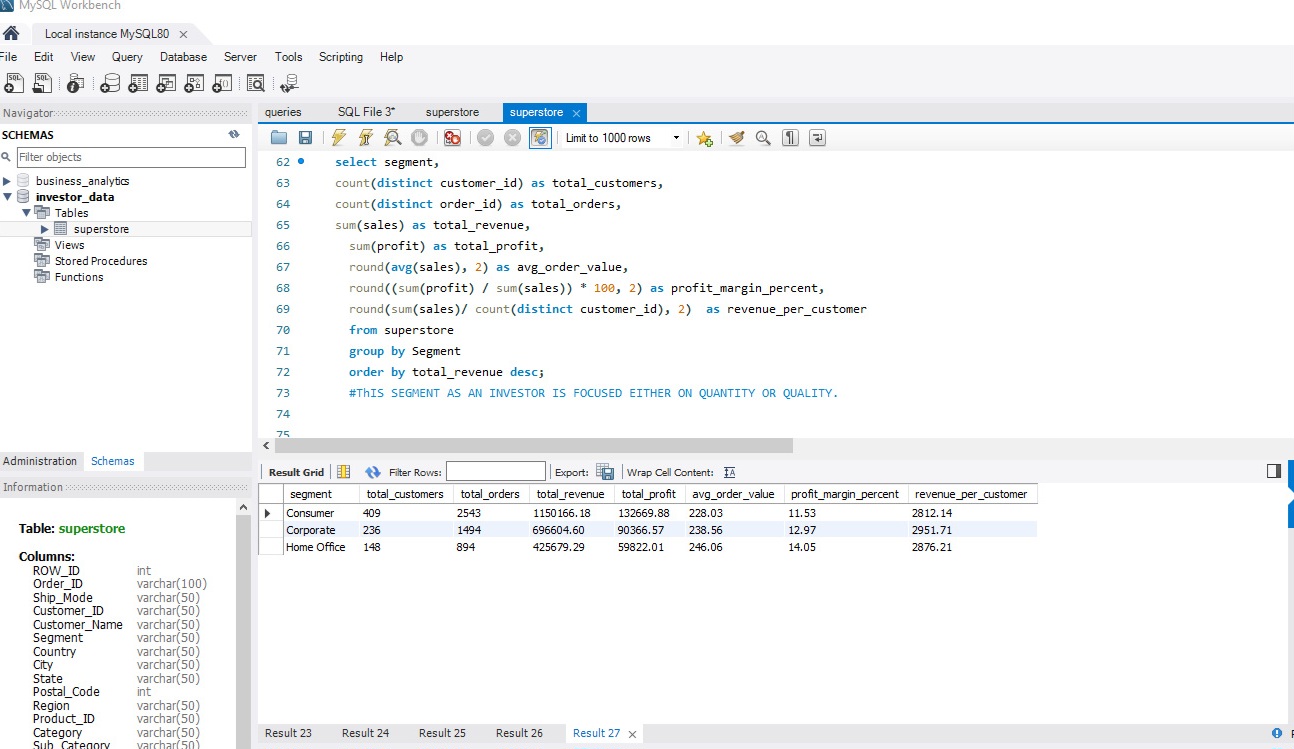 MySQL Workbench
Local instance MySQL80
File Edit View Query Database Server Tools Scripting Help
Navigator
queries SQL File 3* superstore superstore
SCHEMAS
Limit to 1000 rows
Filter objects
business_analytics
investor_data
Tables
superstore
Views
Stored Procedures
Functions
62 select segment,
63 count(distinct customer_id) as total_customers,
64 count(distinct order_id) as total_orders,
65 sum(sales) as total_revenue,
66 sum(profit) as total_profit,
67 round(avg(sales), 2) as avg_order_value,
68 round((sum(profit) / sum(sales)) * 100, 2) as profit_margin_percent,
69 round(sum(sales)/ count(distinct customer_id), 2)  as revenue_per_customer
70 from superstore
71 group by Segment
72 order by total_revenue desc;
73 #ThIS SEGMENT AS AN INVESTOR IS FOCUSED EITHER ON QUANTITY OR QUALITY.
74
75
Administration Schemas
Result Grid Filter Rows: Export: Wrap Cell Content:
Information
segment total_customers total_orders total_revenue total_profit avg_order_value profit_margin_percent revenue_per_customer
Consumer 409 2543 1150166.18 132669.88 228.03 11.53 2812.14
Corporate 236 1494 696604.60 90366.57 238.56 12.97 2951.71
Home Office 148 894 425679.29 59822.01 246.06 14.05 2876.21
Table: superstore
Columns:
ROW_ID int
Order_ID varchar(100)
Ship_Mode varchar(50)
Customer_ID varchar(50)
Customer_Name varchar(50)
Segment varchar(50)
Country varchar(50)
City varchar(50)
State varchar(50)
Postal_Code int
Region varchar(50)
Product_ID varchar(50)
Category varchar(50)
Sub_Category varchar(50)
Result 23 Result 24 Result 25 Result 26 Result 27